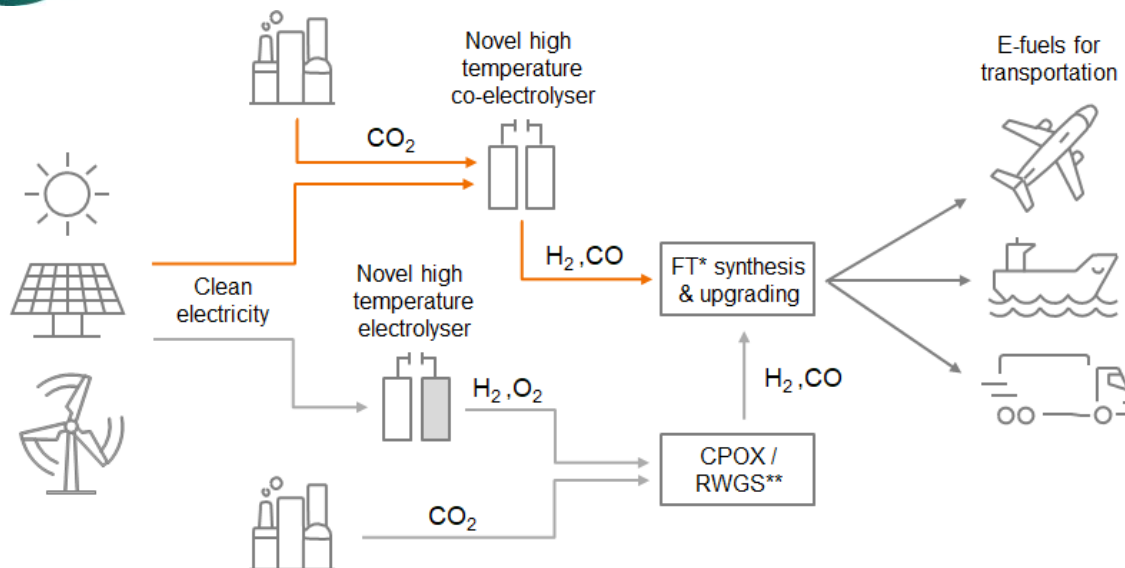 Novel high
temperature
co-electrolyser
E-fuels for
transportation
CO₂
H₂ ,CO
FT* synthesis
& upgrading
Clean
electricity
Novel high
temperature
electrolyser
H₂ ,O₂
H₂ ,CO
CPOX /
RWGS**
CO₂